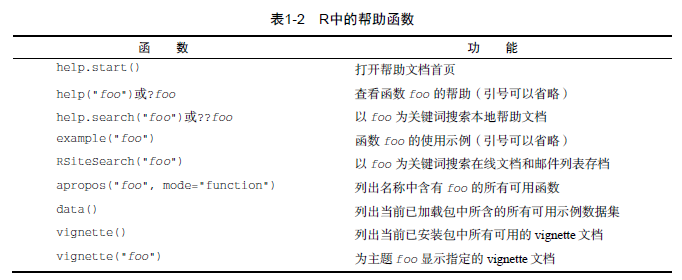 表1-2 R中的帮助函数
函 数 功 能
help.start() 打开帮助文档首页
help("foo")或?foo 查看函数 foo 的帮助（引号可以省略）
help.search("foo")或??foo 以 foo 为关键词搜索本地帮助文档
example("foo") 函数 foo 的使用示例（引号可以省略）
RSiteSearch("foo") 以 foo 为关键词搜索在线文档和邮件列表存档
apropos("foo", mode="function") 列出名称中含有 foo 的所有可用函数
data() 列出当前已加载包中所含的所有可用示例数据集
vignette() 列出当前已安装包中所有可用的 vignette 文档
vignette("foo") 为主题 foo 显示指定的 vignette 文档